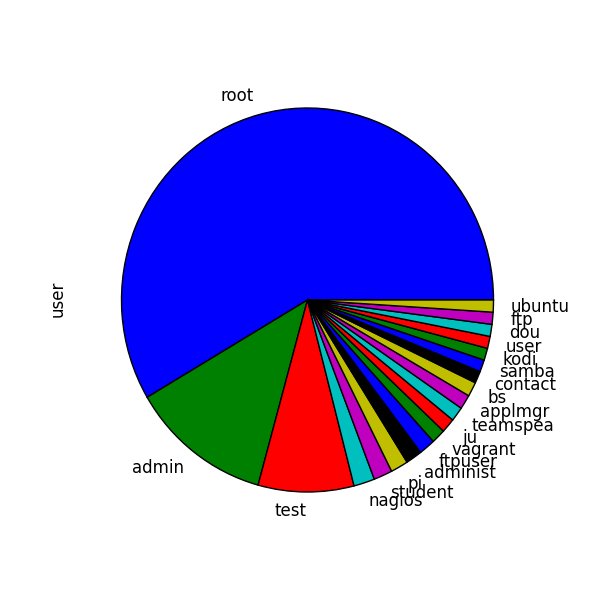 root
user
admin
test
nagios
student
pi
administ
ftpuser
vagrant
ju
teamspea
applmgr
bs
contact
samba
kodi
user
dou
ftp
ubuntu